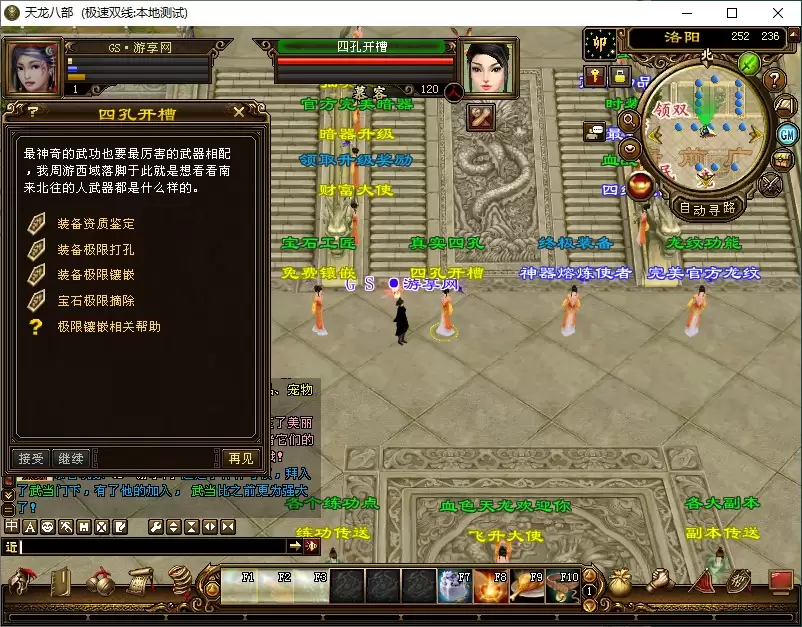 天龙八部 (极速双线:本地测试)
GS·游享网
1
四孔开槽
慕容
120
卯
洛阳
252 236
北
领双
GM
自动寻路
?
四孔开槽
最神奇的武功也要最厉害的武器相配
，我周游西域落脚于此就是想看看南
来北往的人武器都是什么样的。
装备资质鉴定
装备极限打孔
装备极限镶嵌
宝石极限摘除
? 极限镶嵌相关帮助
接受
继续
再见
官方完美暗器
暗器升级
领取升级奖励
财富大使
宝石工匠
真实四孔
终极装备
龙纹功能
免费镶嵌
四孔开槽
神器熔炼使者
完美官方龙纹
GS
游享网
、宠物
了美丽
它们的
，拜入
了武当门下，有了他的加入，武当比之前更为强大
了！
各个练功点
血色天龙欢迎你
各大副本
练功传送
飞升大使
副本传送
中 A
近
F1 F2 F3 F7 F8 F9 F10
1